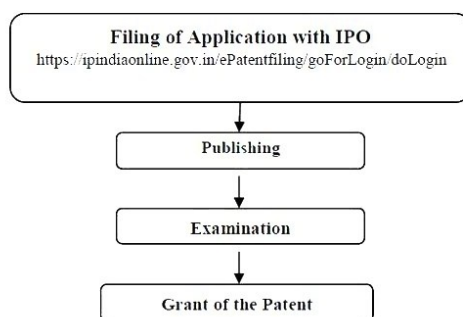 Filing of Application with IPO
https://ipindiaonline.gov.in/ePatentfiling/goForLogin/doLogin
Publishing
Examination
Grant of the Patent